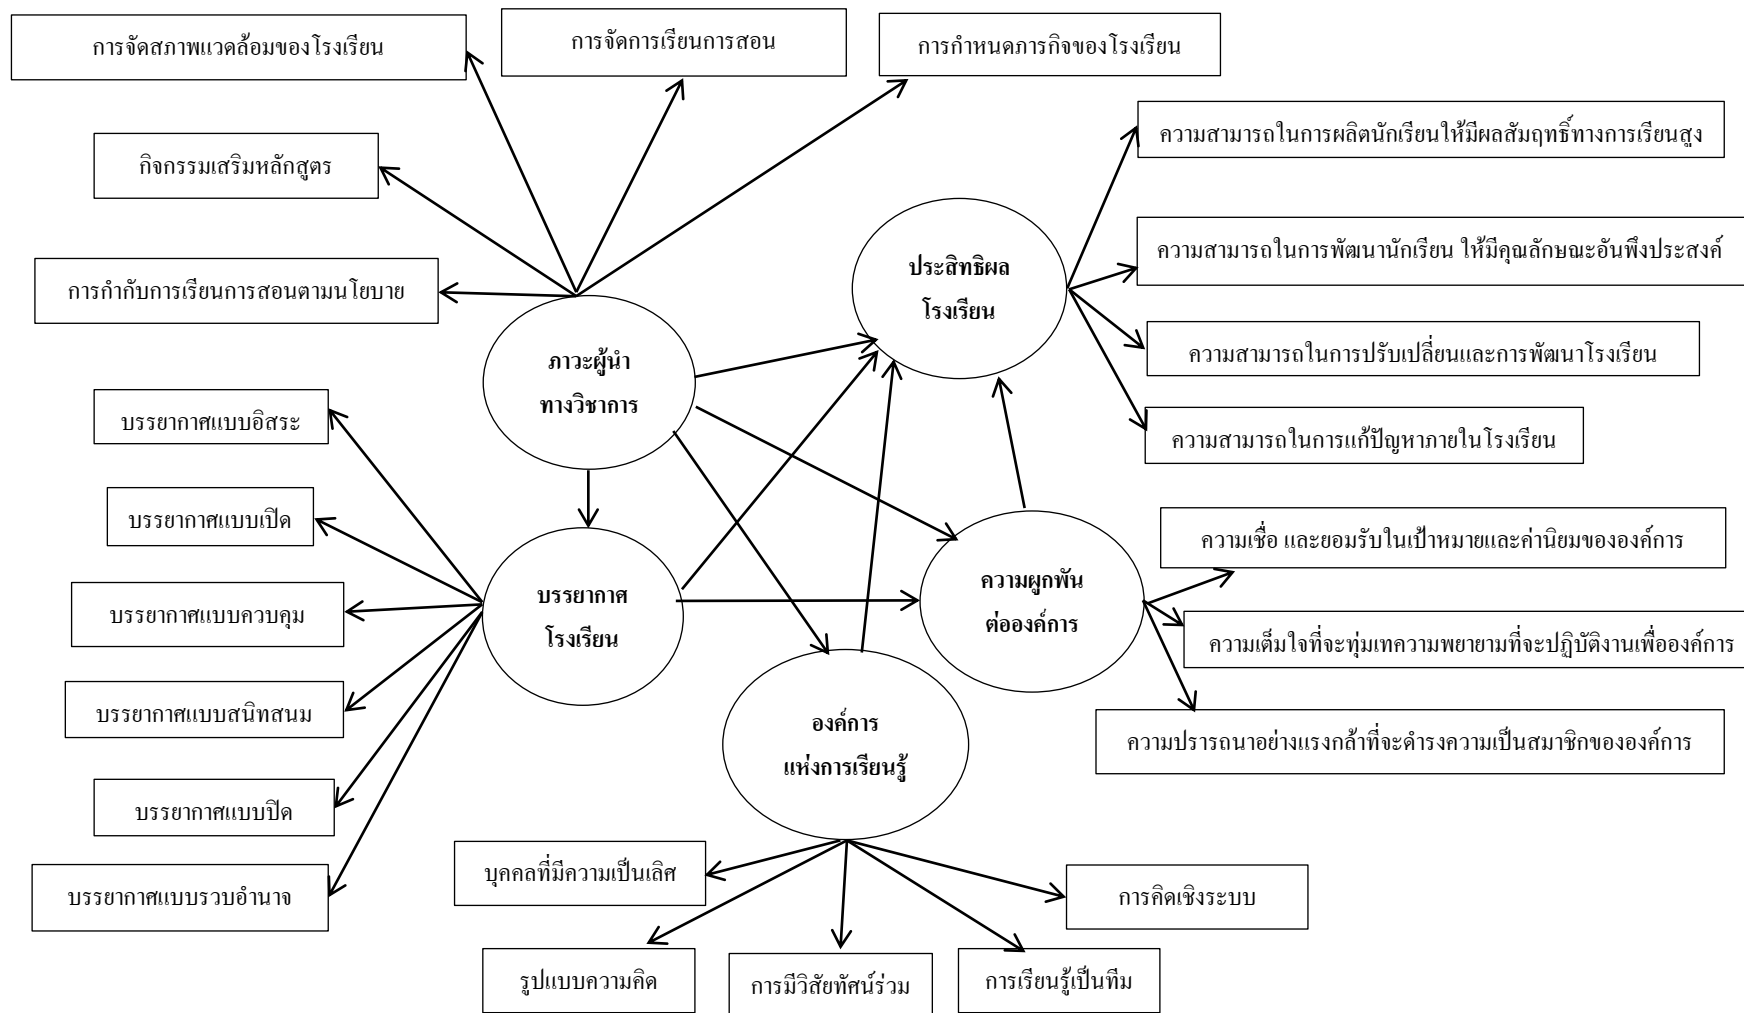 การจัดสภาพแวดล้อมของโรงเรียน
การจัดการเรียนการสอน
การกำหนดภารกิจของโรงเรียน
กิจกรรมเสริมหลักสูตร
การกำกับการเรียนการสอนตามนโยบาย
ภาวะผู้นำ
ทางวิชาการ
ประสิทธิผล
โรงเรียน
ความสามารถในการผลิตนักเรียนให้มีผลสัมฤทธิ์ทางการเรียนสูง
ความสามารถในการพัฒนานักเรียน ให้มีคุณลักษณะอันพึงประสงค์
ความสามารถในการปรับเปลี่ยนและการพัฒนาโรงเรียน
ความสามารถในการแก้ปัญหาภายในโรงเรียน
บรรยากาศแบบอิสระ
บรรยากาศแบบเปิด
บรรยากาศแบบควบคุม
บรรยากาศแบบสนิทสนม
บรรยากาศแบบปิด
บรรยากาศแบบรวบอำนาจ
บรรยากาศ
โรงเรียน
ความผูกพัน
ต่อองค์การ
ความเชื่อ และยอมรับในเป้าหมายและค่านิยมขององค์การ
ความเต็มใจที่จะทุ่มเทความพยายามที่จะปฏิบัติงานเพื่อองค์การ
ความปรารถนาอย่างแรงกล้าที่จะดำรงความเป็นสมาชิกขององค์การ
องค์การ
แห่งการเรียนรู้
บุคคลที่มีความเป็นเลิศ
การคิดเชิงระบบ
รูปแบบความคิด
การมีวิสัยทัศน์ร่วม
การเรียนรู้เป็นทีม